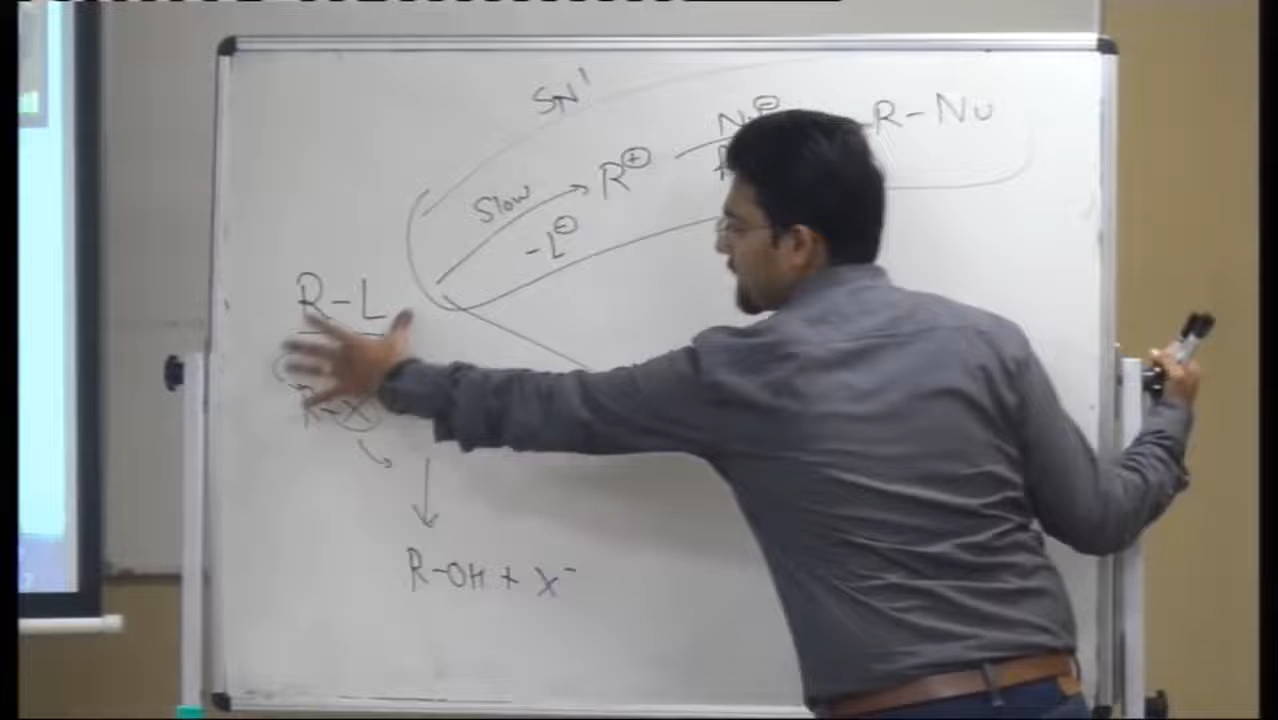 SN¹
R-Nu
Slow
R⊕
-L⊖
R-L
R-X
R-OH + X⁻